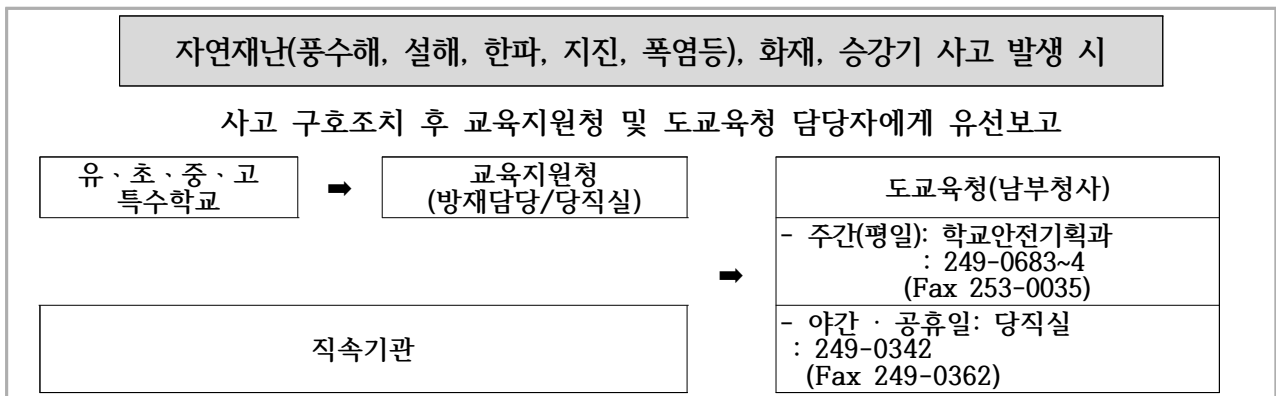 자연재난(풍수해, 설해, 한파, 지진, 폭염등), 화재, 승강기 사고 발생 시
사고 구호조치 후 교육지원청 및 도교육청 담당자에게 유선보고
유ㆍ초ㆍ중ㆍ고
특수학교
➡
교육지원청
(방재담당/당직실)
➡
도교육청(남부청사)
- 주간(평일): 학교안전기획과
: 249-0683~4
(Fax 253-0035)
직속기관
- 야간ㆍ공휴일: 당직실
: 249-0342
(Fax 249-0362)